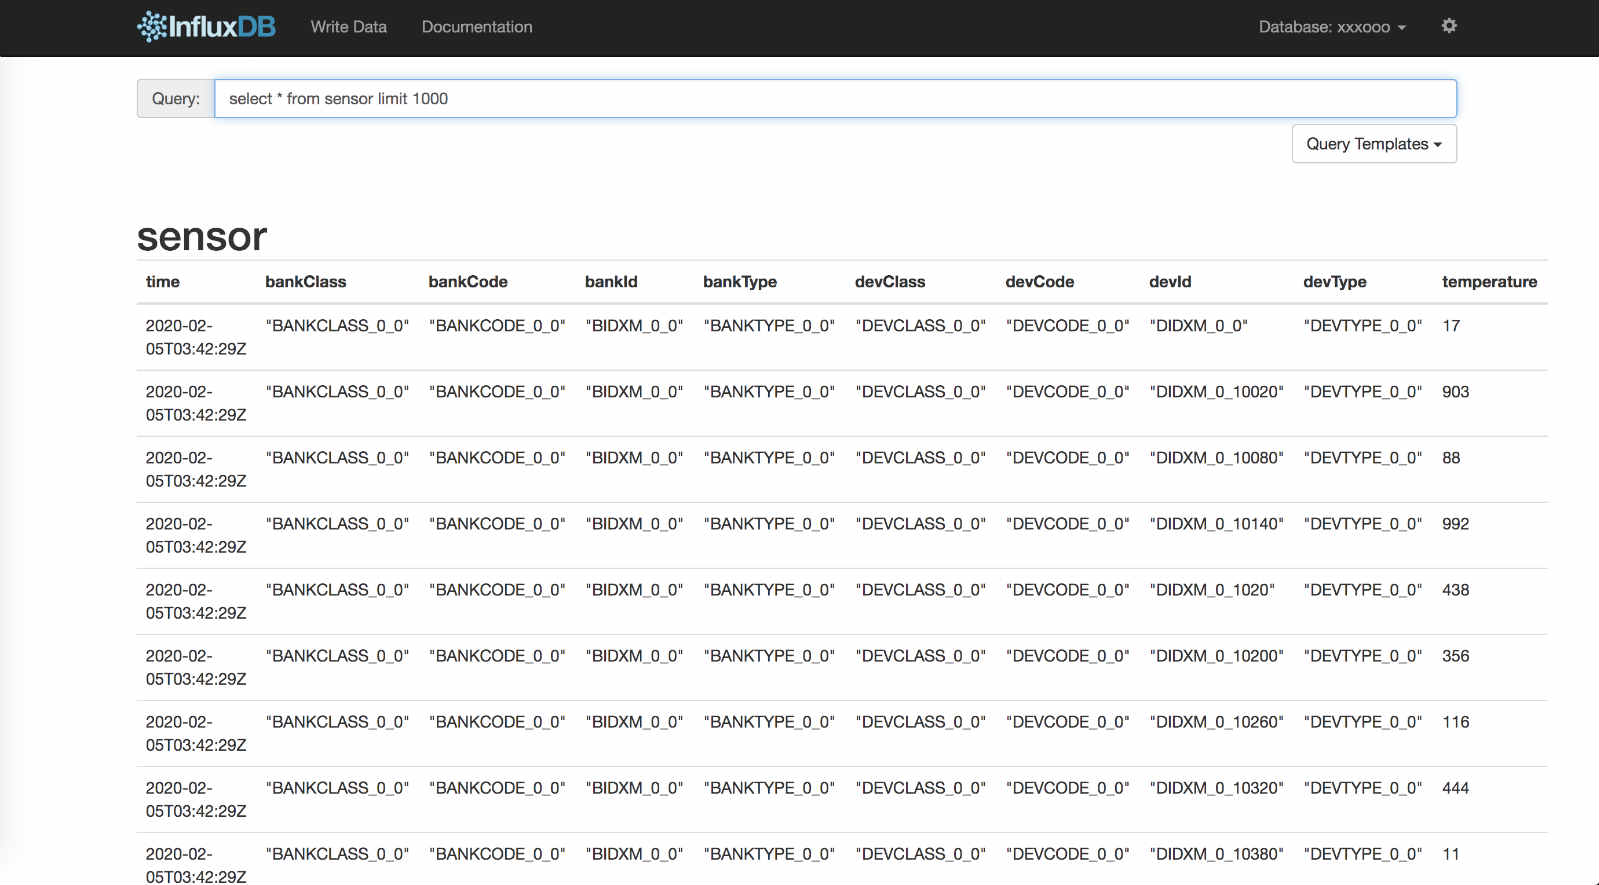 InfluxDB Write Data Documentation Database: xxxooo
Query: select * from sensor limit 1000
Query Templates
sensor
time bankClass bankCode bankId bankType devClass devCode devId devType temperature
2020-02- "BANKCLASS_0_0" "BANKCODE_0_0" "BIDXM_0_0" "BANKTYPE_0_0" "DEVCLASS_0_0" "DEVCODE_0_0" "DIDXM_0_0" "DEVTYPE_0_0" 17
05T03:42:29Z
2020-02- "BANKCLASS_0_0" "BANKCODE_0_0" "BIDXM_0_0" "BANKTYPE_0_0" "DEVCLASS_0_0" "DEVCODE_0_0" "DIDXM_0_10020" "DEVTYPE_0_0" 903
05T03:42:29Z
2020-02- "BANKCLASS_0_0" "BANKCODE_0_0" "BIDXM_0_0" "BANKTYPE_0_0" "DEVCLASS_0_0" "DEVCODE_0_0" "DIDXM_0_10080" "DEVTYPE_0_0" 88
05T03:42:29Z
2020-02- "BANKCLASS_0_0" "BANKCODE_0_0" "BIDXM_0_0" "BANKTYPE_0_0" "DEVCLASS_0_0" "DEVCODE_0_0" "DIDXM_0_10140" "DEVTYPE_0_0" 992
05T03:42:29Z
2020-02- "BANKCLASS_0_0" "BANKCODE_0_0" "BIDXM_0_0" "BANKTYPE_0_0" "DEVCLASS_0_0" "DEVCODE_0_0" "DIDXM_0_1020" "DEVTYPE_0_0" 438
05T03:42:29Z
2020-02- "BANKCLASS_0_0" "BANKCODE_0_0" "BIDXM_0_0" "BANKTYPE_0_0" "DEVCLASS_0_0" "DEVCODE_0_0" "DIDXM_0_10200" "DEVTYPE_0_0" 356
05T03:42:29Z
2020-02- "BANKCLASS_0_0" "BANKCODE_0_0" "BIDXM_0_0" "BANKTYPE_0_0" "DEVCLASS_0_0" "DEVCODE_0_0" "DIDXM_0_10260" "DEVTYPE_0_0" 116
05T03:42:29Z
2020-02- "BANKCLASS_0_0" "BANKCODE_0_0" "BIDXM_0_0" "BANKTYPE_0_0" "DEVCLASS_0_0" "DEVCODE_0_0" "DIDXM_0_10320" "DEVTYPE_0_0" 444
05T03:42:29Z
2020-02- "BANKCLASS_0_0" "BANKCODE_0_0" "BIDXM_0_0" "BANKTYPE_0_0" "DEVCLASS_0_0" "DEVCODE_0_0" "DIDXM_0_10380" "DEVTYPE_0_0" 11
05T03:42:29Z